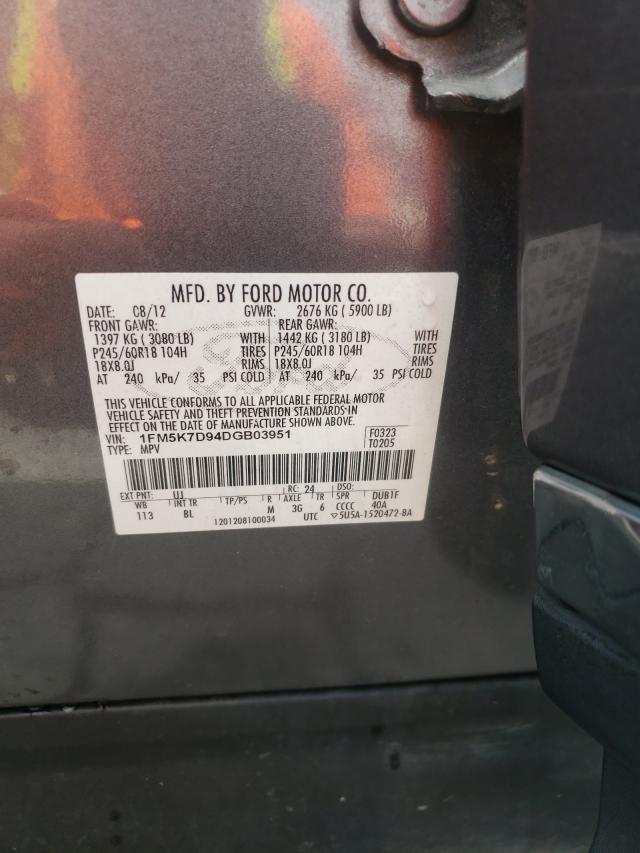 MFD. BY FORD MOTOR CO.
DATE: 08/12 GVWR: 2676 KG ( 5900 LB)
FRONT GAWR: REAR GAWR:
1397 KG ( 3080 LB) WITH 1442 KG ( 3180 LB) WITH
P245/60R18 104H TIRES P245/60R18 104H TIRES
18X8.0J RIMS 18X8.0J RIMS
AT 240 kPa/ 35 PSI COLD AT 240 kPa/ 35 PSI COLD
THIS VEHICLE CONFORMS TO ALL APPLICABLE FEDERAL MOTOR
VEHICLE SAFETY AND THEFT PREVENTION STANDARDS IN
EFFECT ON THE DATE OF MANUFACTURE SHOWN ABOVE.
VIN: 1FM5K7D94DGB03951 F0323
TYPE: MPV T0205
EXT PNT: UJ RC: 24 DSO:
WB INT TR TP/PS R AXLE TR SPR DUB1F
113 BL M 3G 6 CCCC 40A
1201208100034 UTC ▽5U5A-1520472-BA